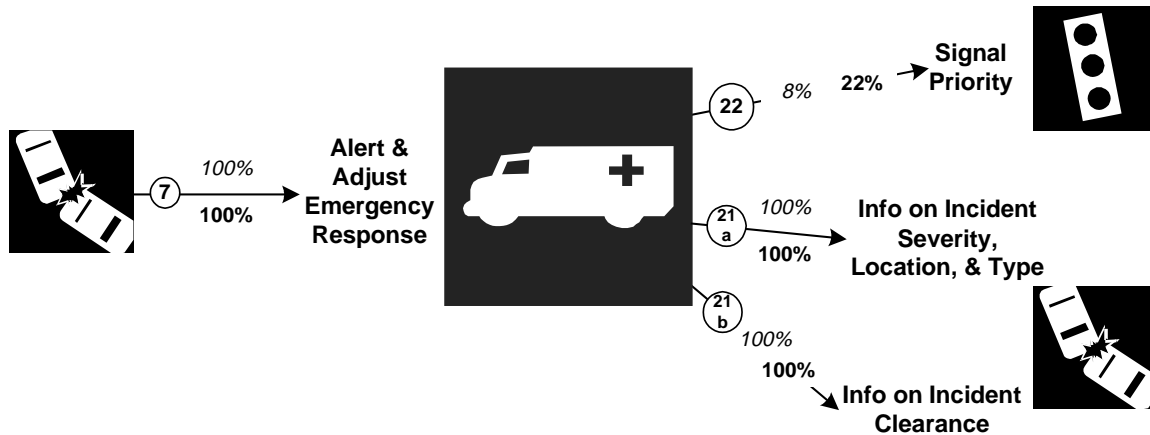 7
100%
100%
Alert &
Adjust
Emergency
Response
22
8%
22%
Signal
Priority
21
a
100%
100%
Info on Incident
Severity,
Location, & Type
21
b
100%
100%
Info on Incident
Clearance